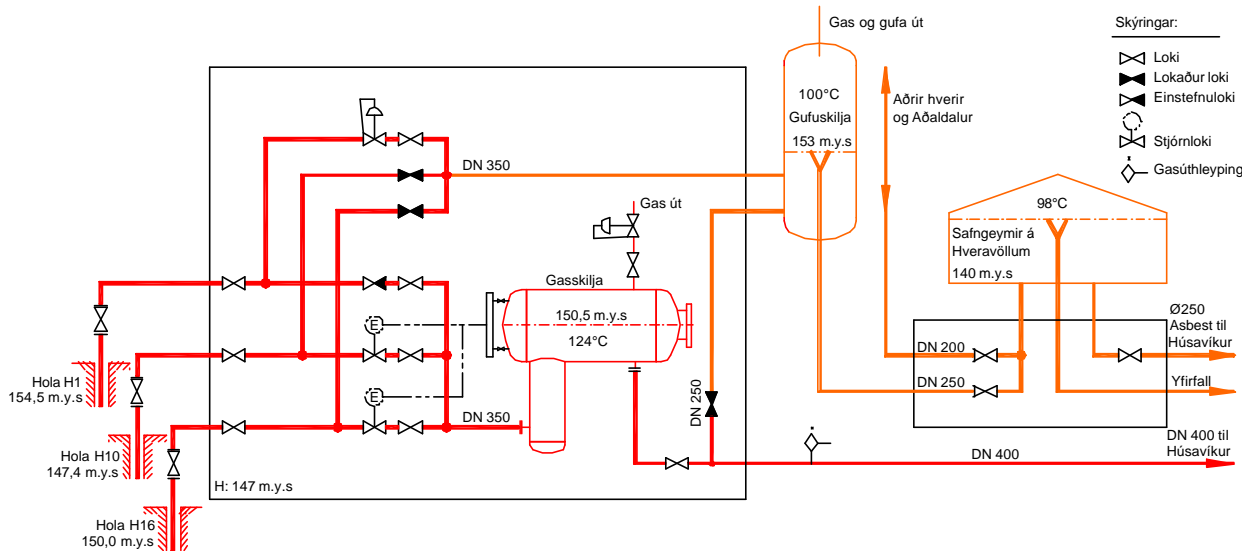 Gas og gufa út
Skýringar:
Loki
Lokaður loki
Einstefnuloki
Stjórnloki
Gasúthleyping
100°C
Gufuskilja
153 m.y.s
Aðrir hverir
og Aðaldalur
DN 350
Gas út
98°C
Safngeymir á
Hveravöllum
140 m.y.s
Gasskilja
150,5 m.y.s
124°C
E
E
Ø250
Asbest til
Húsavíkur
DN 200
DN 250
Yfirfall
DN 250
Hola H1
154,5 m.y.s
DN 350
DN 400 til
Húsavíkur
DN 400
Hola H10
147,4 m.y.s
H: 147 m.y.s
Hola H16
150,0 m.y.s